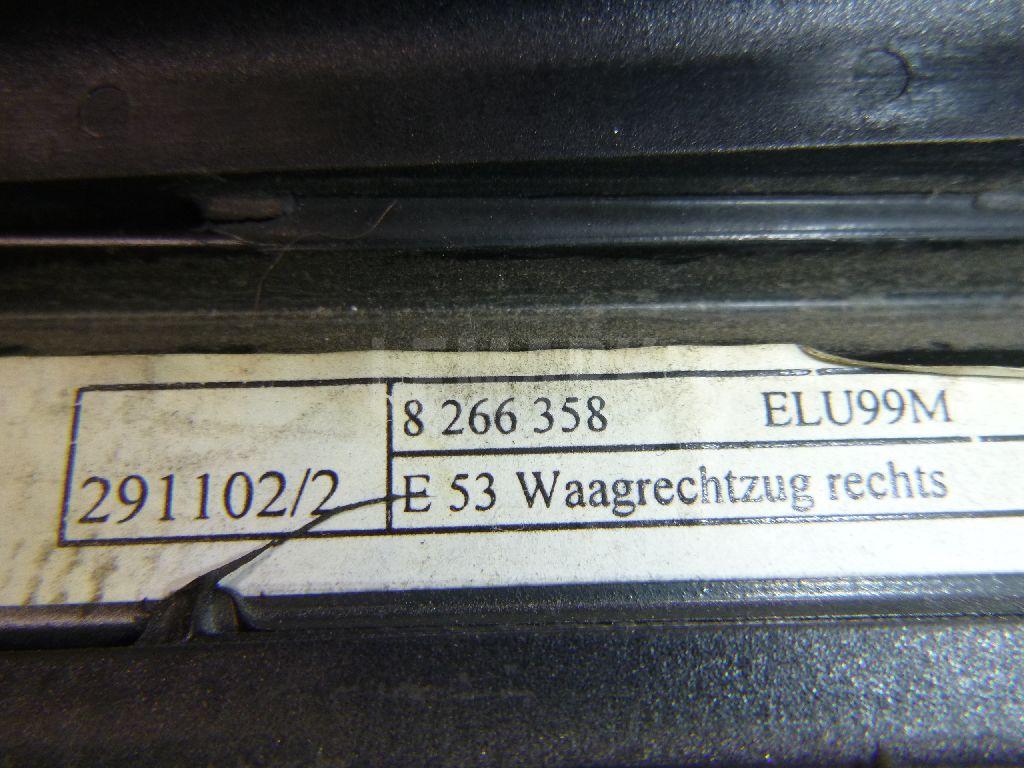 8 266 358 ELU99M
291102/2 E 53 Waagrechtzug rechts